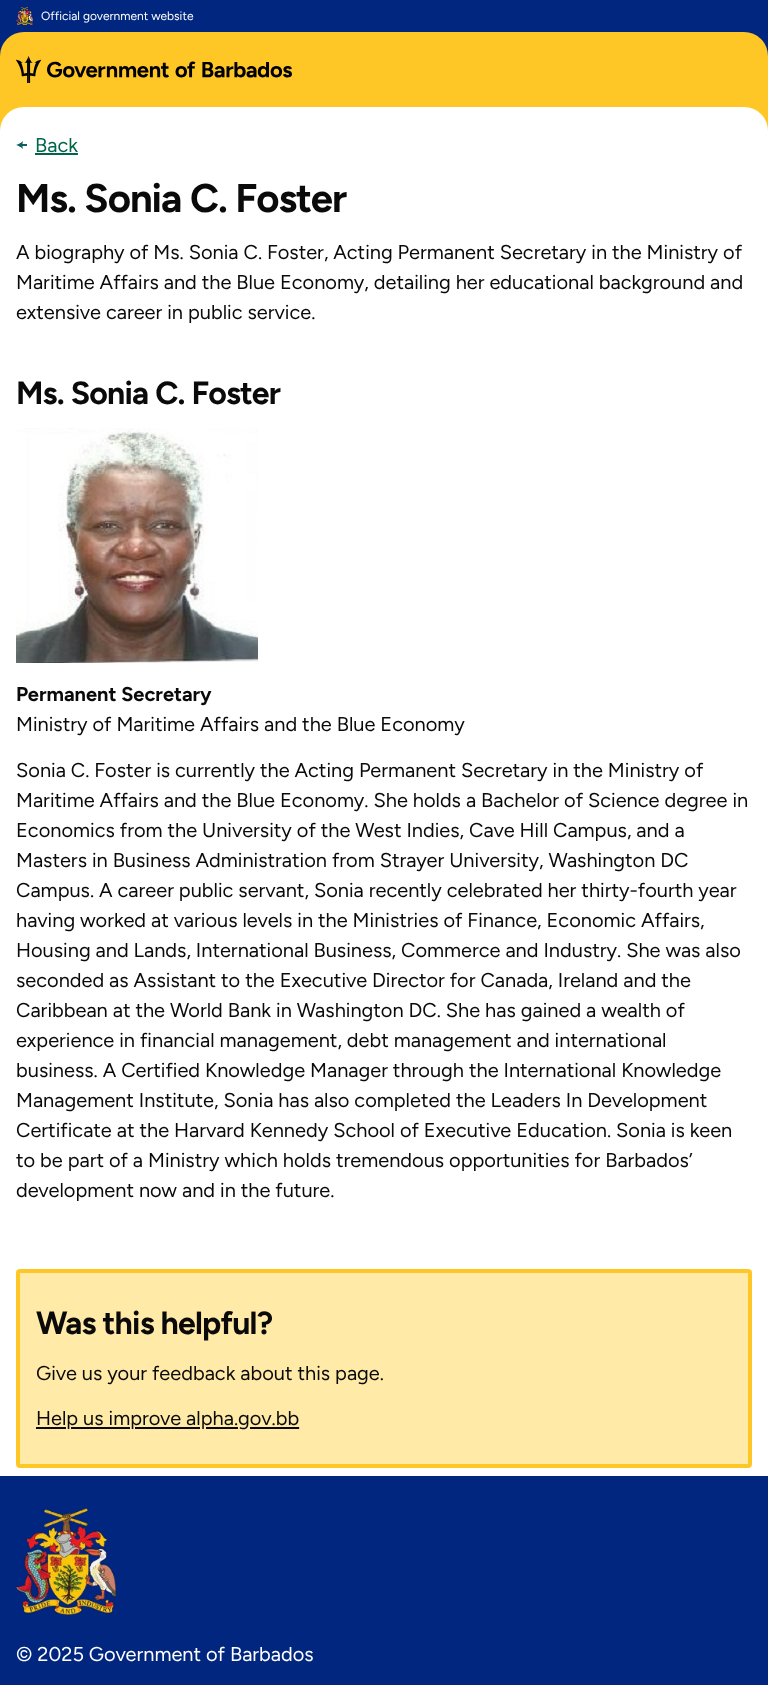 Official government website
Government of Barbados
Back
Ms. Sonia C. Foster
A biography of Ms. Sonia C. Foster, Acting Permanent Secretary in the Ministry of
Maritime Affairs and the Blue Economy, detailing her educational background and
extensive career in public service.
Ms. Sonia C. Foster
Permanent Secretary
Ministry of Maritime Affairs and the Blue Economy
Sonia C. Foster is currently the Acting Permanent Secretary in the Ministry of
Maritime Affairs and the Blue Economy. She holds a Bachelor of Science degree in
Economics from the University of the West Indies, Cave Hill Campus, and a
Masters in Business Administration from Strayer University, Washington DC
Campus. A career public servant, Sonia recently celebrated her thirty-fourth year
having worked at various levels in the Ministries of Finance, Economic Affairs,
Housing and Lands, International Business, Commerce and Industry. She was also
seconded as Assistant to the Executive Director for Canada, Ireland and the
Caribbean at the World Bank in Washington DC. She has gained a wealth of
experience in financial management, debt management and international
business. A Certified Knowledge Manager through the International Knowledge
Management Institute, Sonia has also completed the Leaders In Development
Certificate at the Harvard Kennedy School of Executive Education. Sonia is keen
to be part of a Ministry which holds tremendous opportunities for Barbados’
development now and in the future.
Was this helpful?
Give us your feedback about this page.
Help us improve alpha.gov.bb
PRIDE AND INDUSTRY
© 2025 Government of Barbados